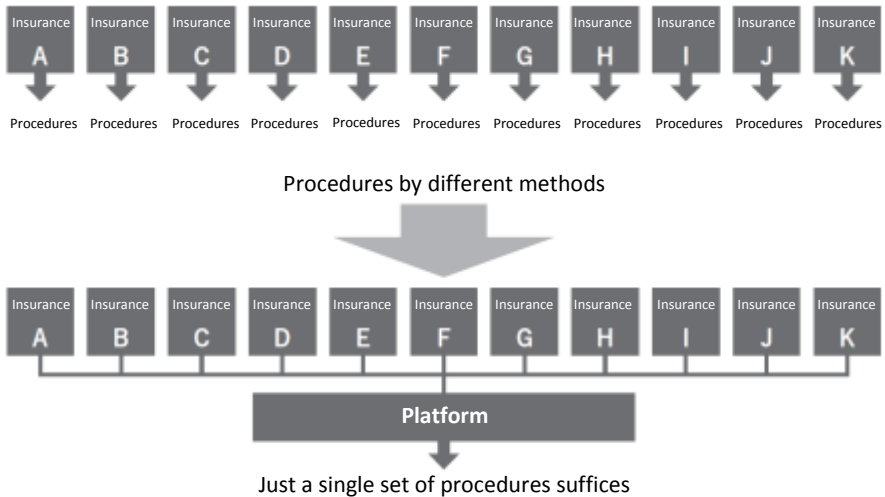 Insurance Insurance Insurance Insurance Insurance Insurance Insurance Insurance Insurance Insurance Insurance
A B C D E F G H I J K
Procedures Procedures Procedures Procedures Procedures Procedures Procedures Procedures Procedures Procedures Procedures
Procedures by different methods
Insurance Insurance Insurance Insurance Insurance Insurance Insurance Insurance Insurance Insurance Insurance
A B C D E F G H I J K
Platform
Just a single set of procedures suffices